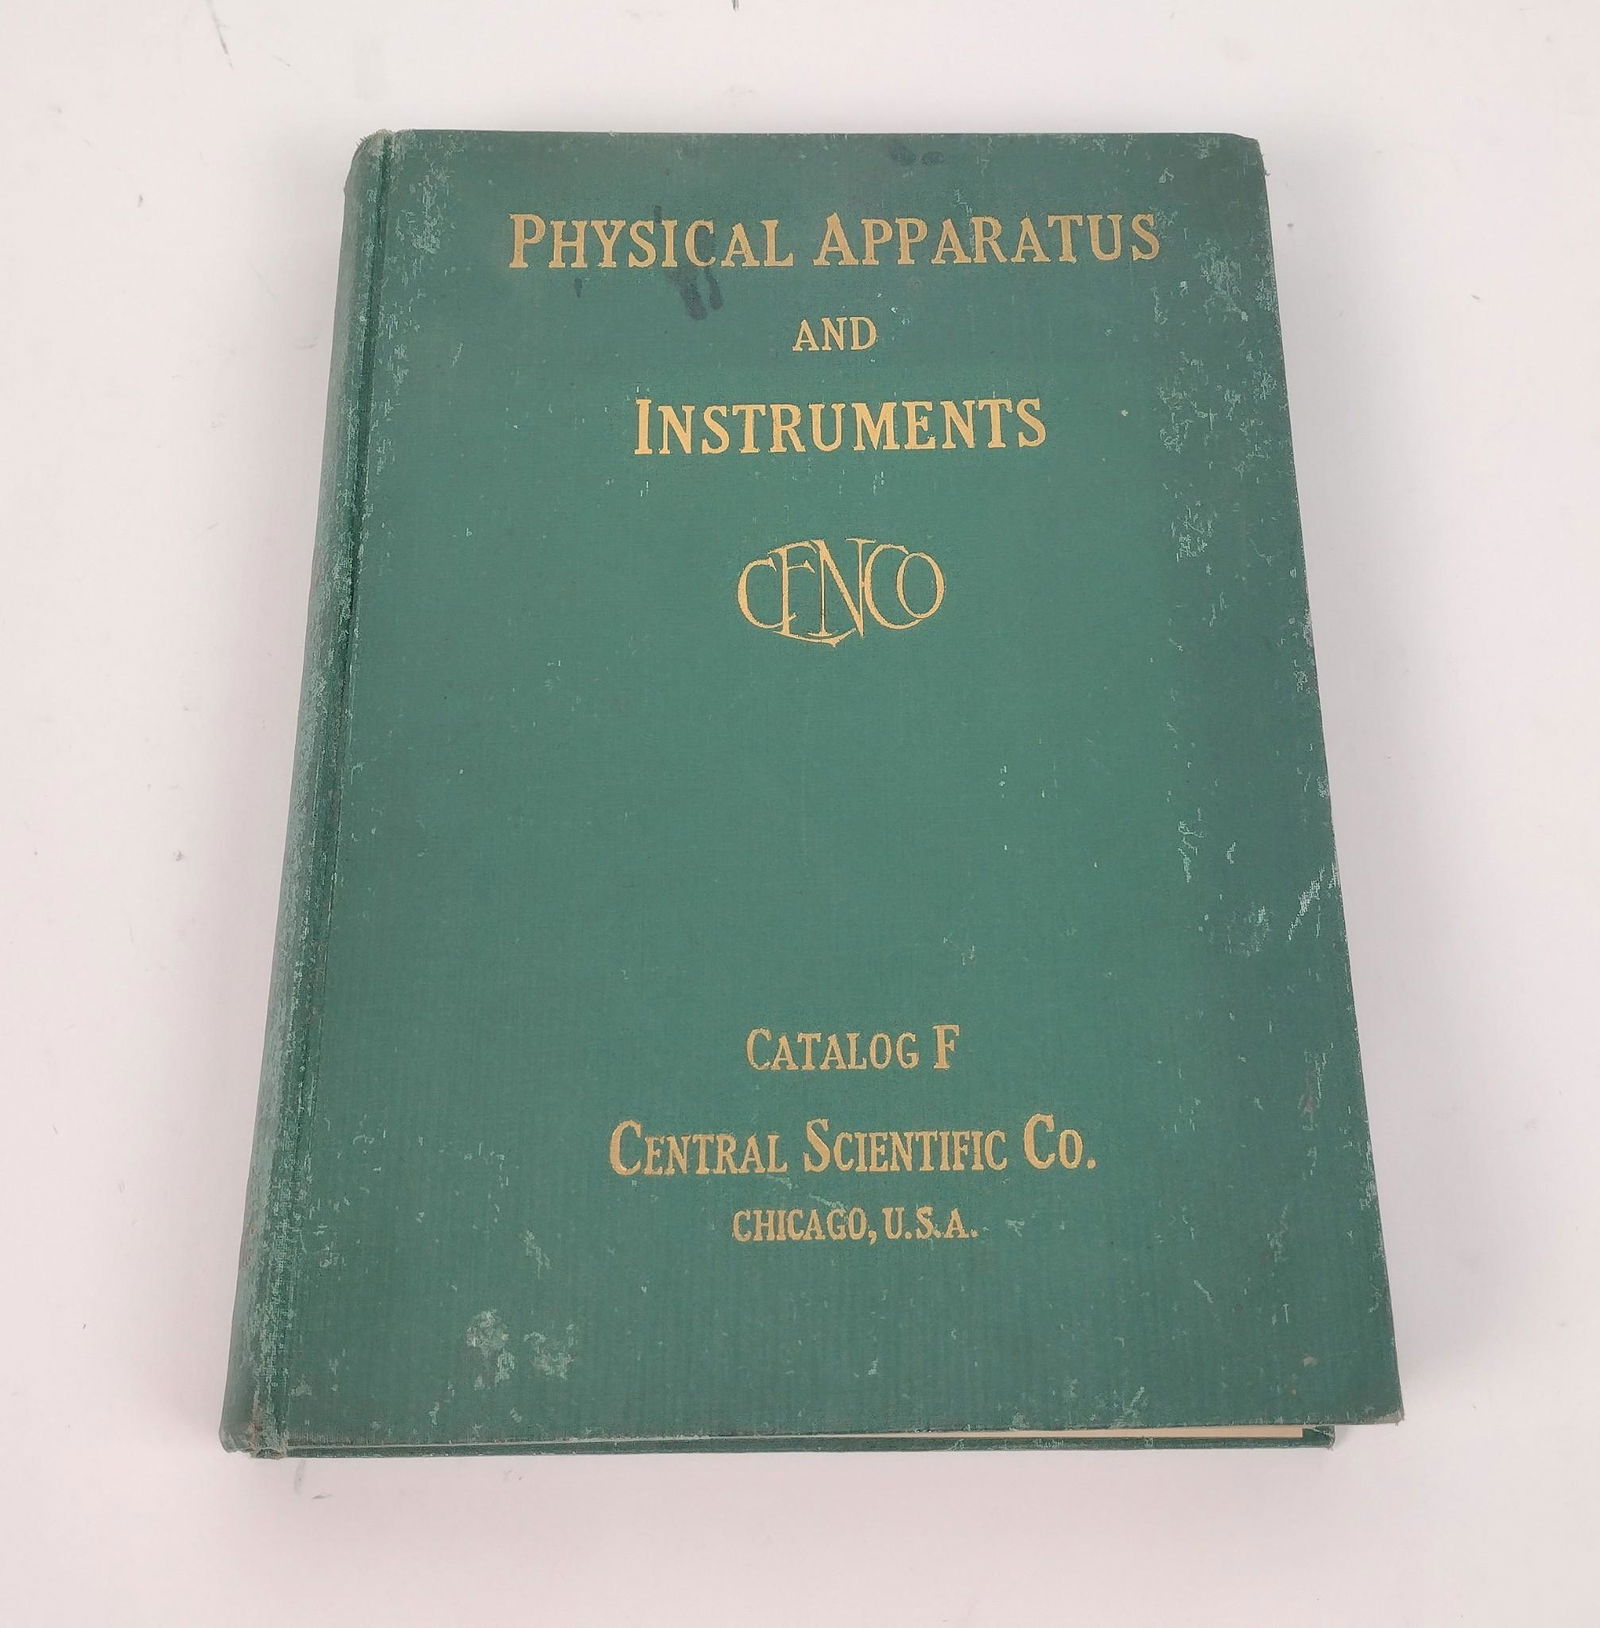 PHYSICAL APPARATUS
AND
INSTRUMENTS
CENCO
CATALOG F
CENTRAL SCIENTIFIC CO.
CHICAGO, U.S.A.